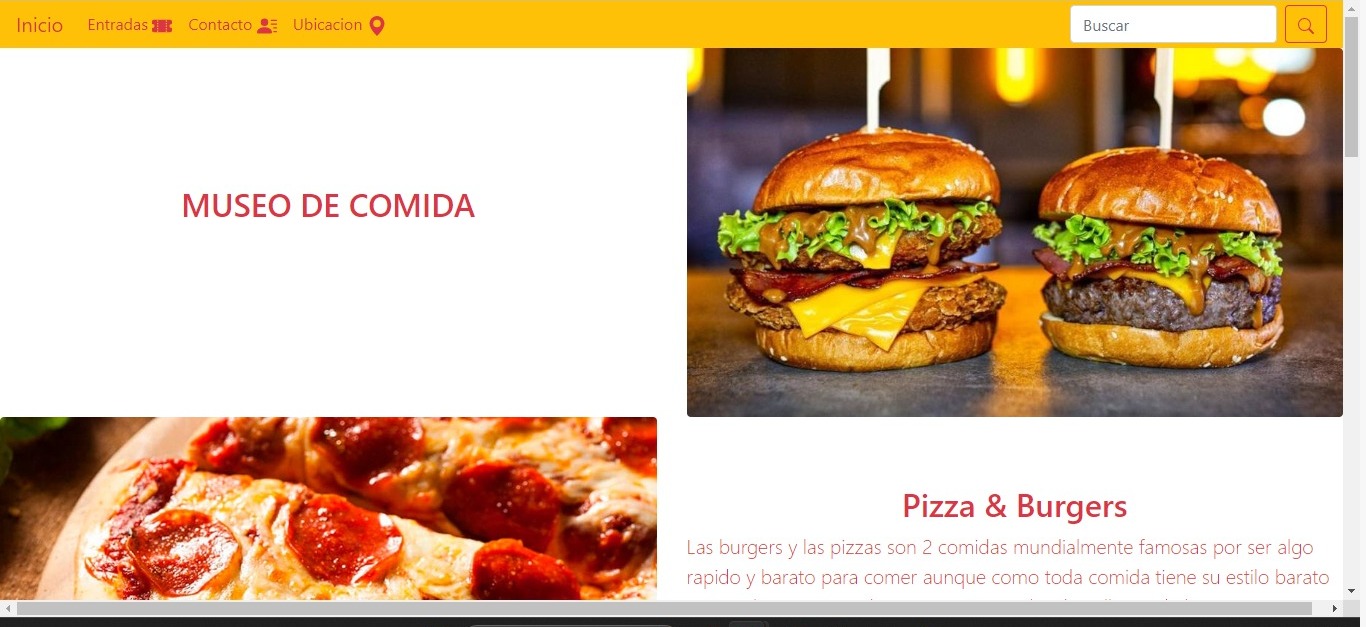 Inicio Entradas Contacto Ubicacion Buscar
MUSEO DE COMIDA
Pizza & Burgers
Las burgers y las pizzas son 2 comidas mundialmente famosas por ser algo
rapido y barato para comer aunque como toda comida tiene su estilo barato